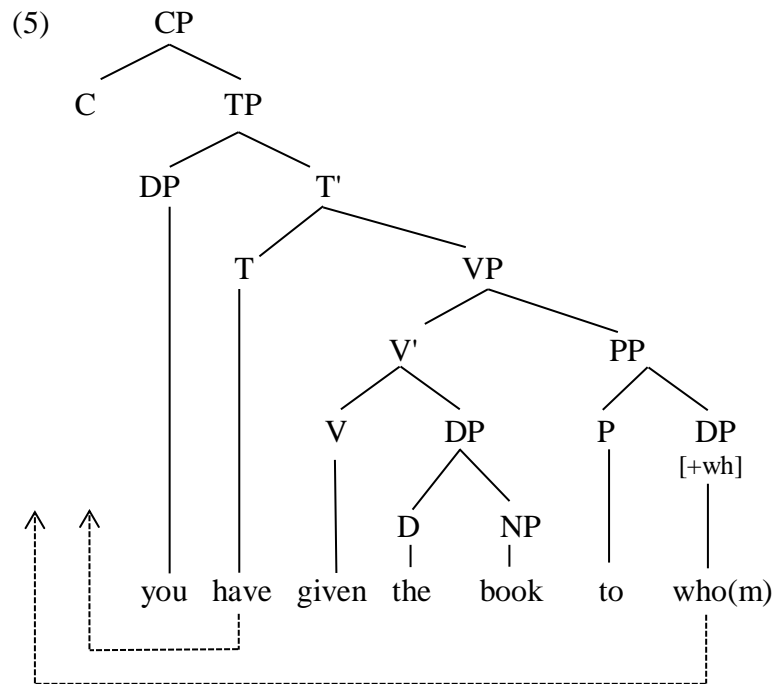 (5) CP
C TP
DP T'
T VP
V' PP
V DP P DP
[+wh]
D NP
you have given the book to who(m)